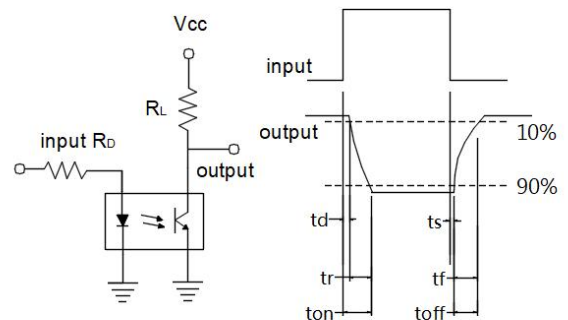 Vcc
RL
input RD
output
input
output
10%
90%
td
ts
tr
tf
ton
toff